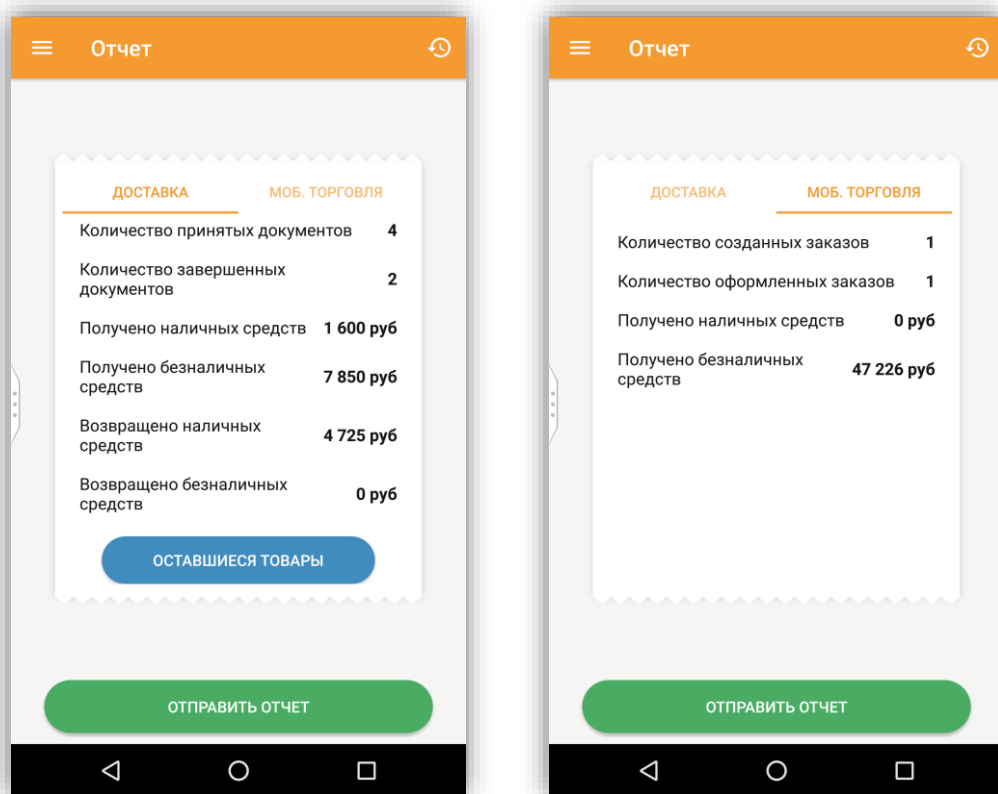 Отчет
ДОСТАВКА МОБ. ТОРГОВЛЯ
Количество принятых документов 4
Количество завершенных
документов 2
Получено наличных средств 1 600 руб
Получено безналичных
средств 7 850 руб
Возвращено наличных
средств 4 725 руб
Возвращено безналичных
средств 0 руб
ОСТАВШИЕСЯ ТОВАРЫ
ОТПРАВИТЬ ОТЧЕТ
Отчет
ДОСТАВКА МОБ. ТОРГОВЛЯ
Количество созданных заказов 1
Количество оформленных заказов 1
Получено наличных средств 0 руб
Получено безналичных
средств 47 226 руб
ОТПРАВИТЬ ОТЧЕТ